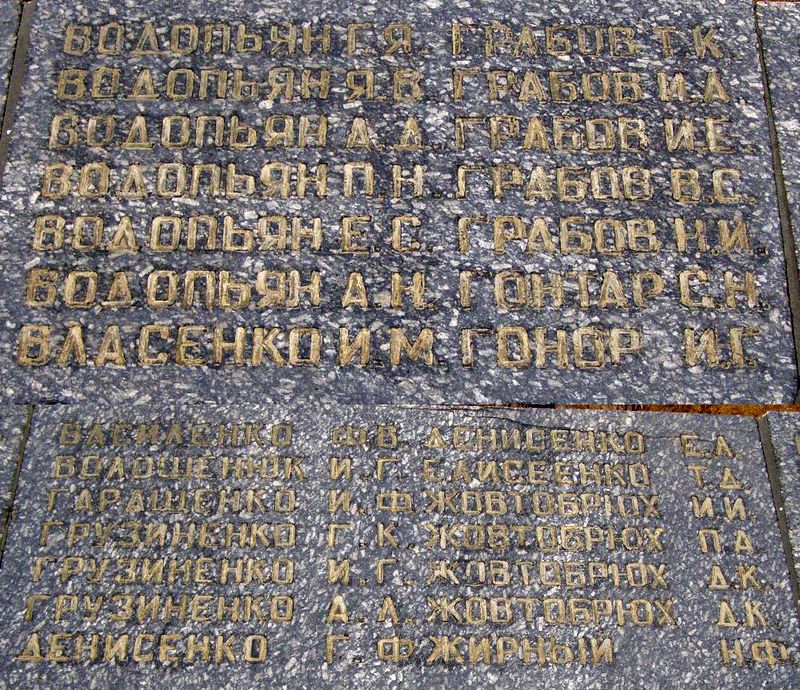 ВОДОПЬЯН Г.Я. ГРАБОВ Т.К.
ВОДОПЬЯН Я.В. ГРАБОВ И.А.
ВОДОПЬЯН А.Д. ГРАБОВ И.Е.
ВОДОПЬЯН П.Н. ГРАБОВ В.С.
ВОДОПЬЯН Е.С. ГРАБОВ Н.И.
ВОДОПЬЯН А.Н. ГОНТАР С.Н.
ВЛАСЕНКО И.М. ГОНОР И.Г.
ВАСИЛЕНКО Ф.В. ДЕНИСЕНКО Е.А.
ВОЛОШЕННИК И.Г. ЕЛИСЕЕНКО Т.Д.
ГАРАЩЕНКО И.Ф. ЖОВТОБРЮХ И.И.
ГРУЗИНЕНКО Г.К. ЖОВТОБРЮХ П.Д.
ГРУЗИНЕНКО И.Г. ЖОВТОБРЮХ Д.К.
ГРУЗИНЕНКО А.Л. ЖОВТОБРЮХ Д.К.
ДЕНИСЕНКО Г.Ф. ЖИРНЫЙ Н.Ф.